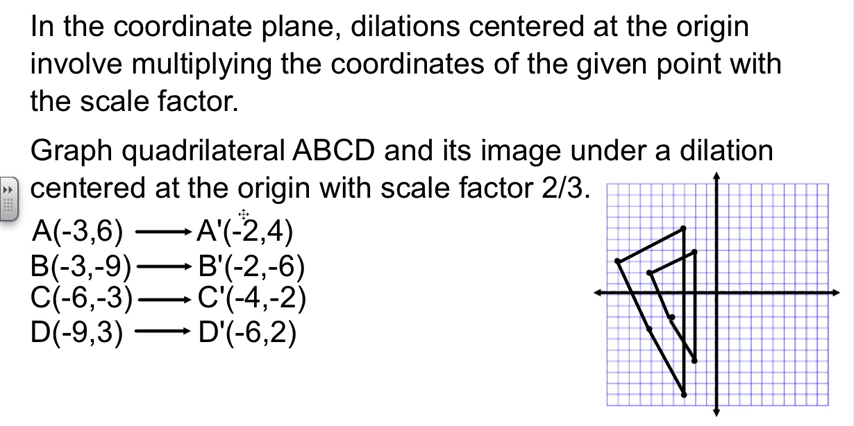 In the coordinate plane, dilations centered at the origin
involve multiplying the coordinates of the given point with
the scale factor.
Graph quadrilateral ABCD and its image under a dilation
centered at the origin with scale factor 2/3.
A(-3,6) → A'(-2,4)
B(-3,-9) → B'(-2,-6)
C(-6,-3) → C'(-4,-2)
D(-9,3) → D'(-6,2)